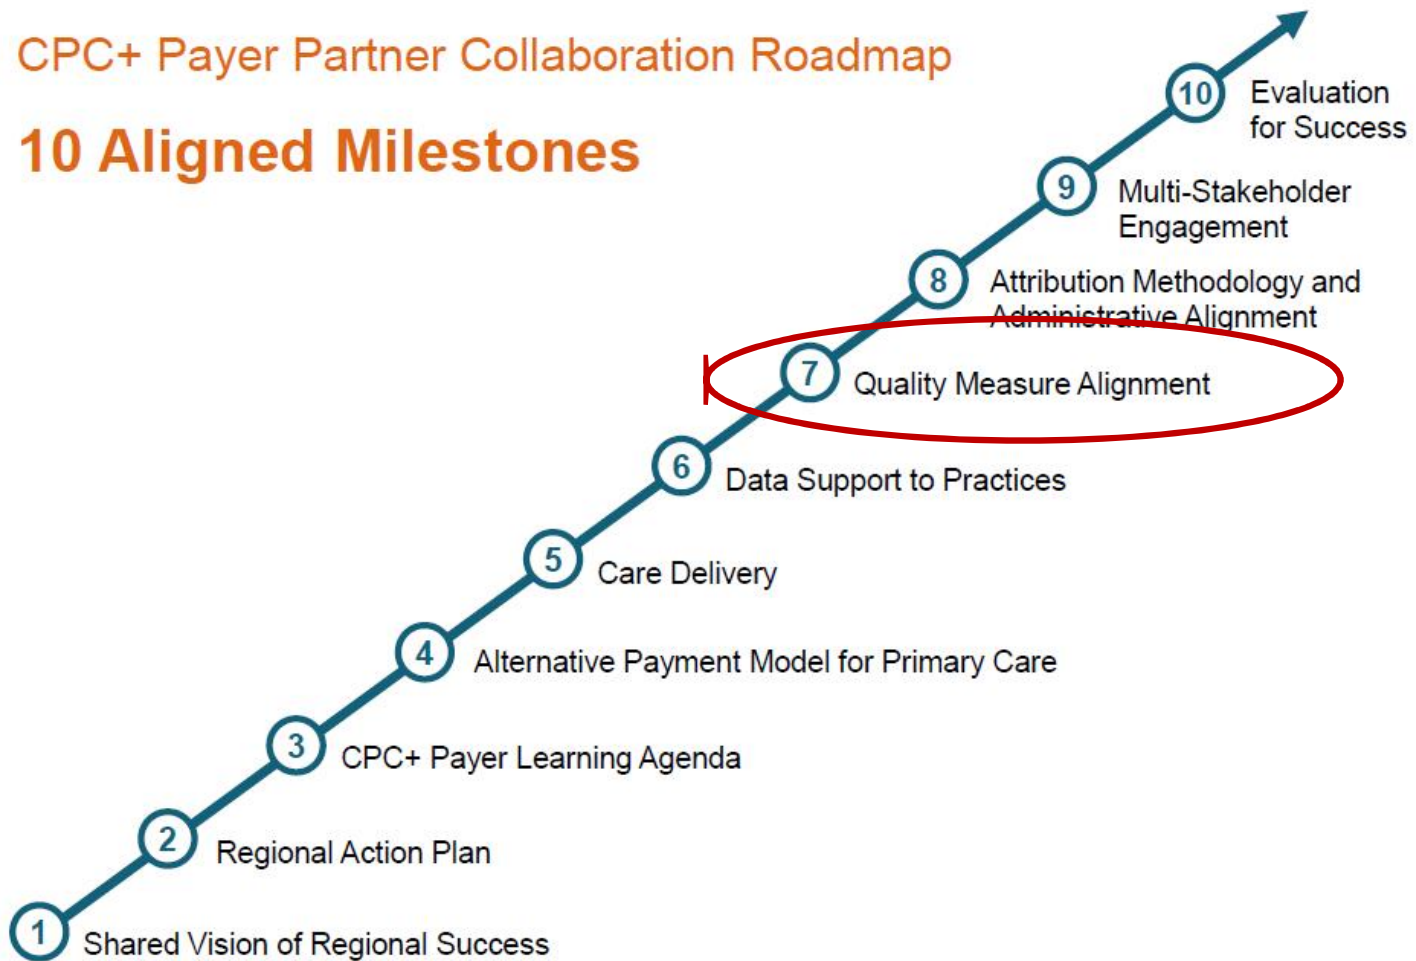 CPC+ Payer Partner Collaboration Roadmap
10 Aligned Milestones
10 Evaluation
for Success
9 Multi-Stakeholder
Engagement
8 Attribution Methodology and
Administrative Alignment
7 Quality Measure Alignment
6 Data Support to Practices
5 Care Delivery
4 Alternative Payment Model for Primary Care
3 CPC+ Payer Learning Agenda
2 Regional Action Plan
1 Shared Vision of Regional Success